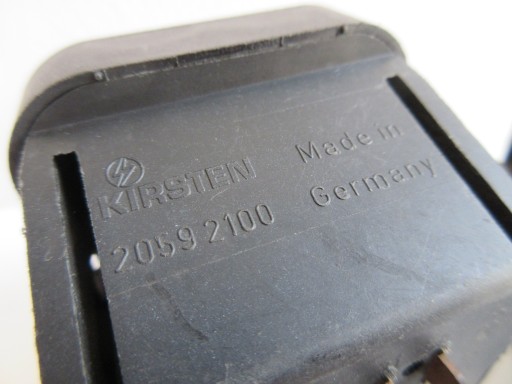 KIRSTEN Made in
2059 2100 Germany